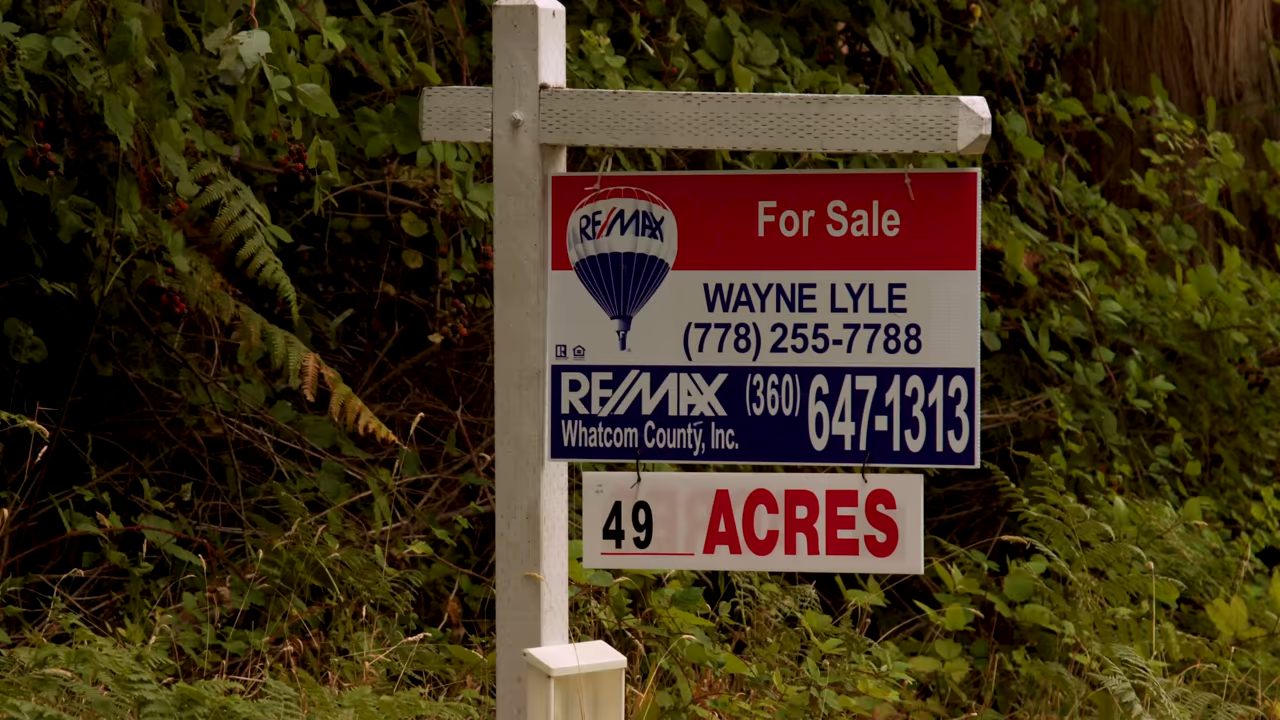 RE/MAX
For Sale
WAYNE LYLE
(778) 255-7788
RE/MAX (360) 647-1313
Whatcom County, Inc.
49 ACRES